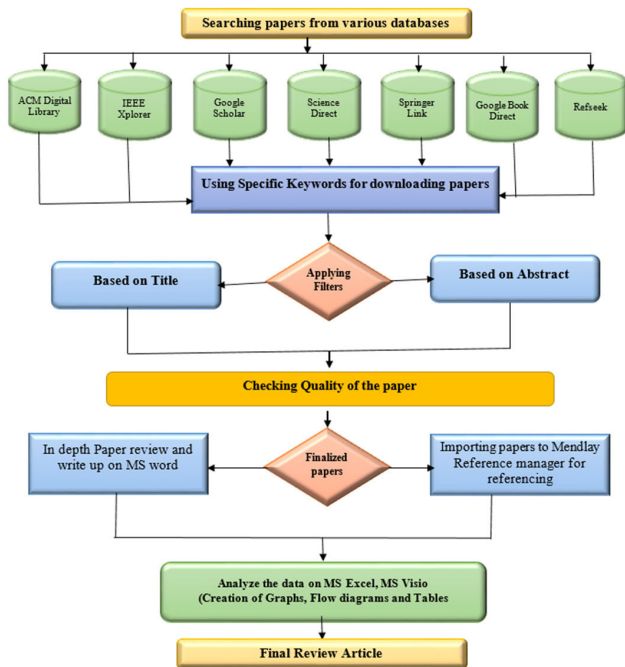 Searching papers from various databases
ACM Digital
Library
IEEE
Xplorer
Google
Scholar
Science
Direct
Springer
Link
Google Book
Direct
Refseek
Using Specific Keywords for downloading papers
Applying
Filters
Based on Title
Based on Abstract
Checking Quality of the paper
In depth Paper review and
write up on MS word
Finalized
papers
Importing papers to Mendlay
Reference manager for
referencing
Analyze the data on MS Excel, MS Visio
(Creation of Graphs, Flow diagrams and Tables
Final Review Article